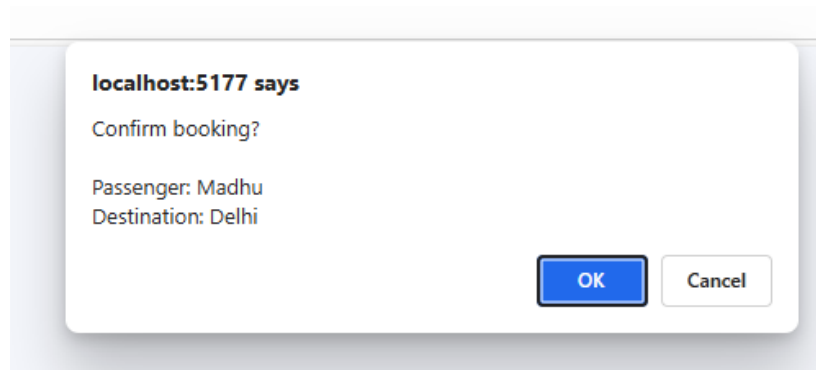 localhost:5177 says
Confirm booking?
Passenger: Madhu
Destination: Delhi
OK
Cancel